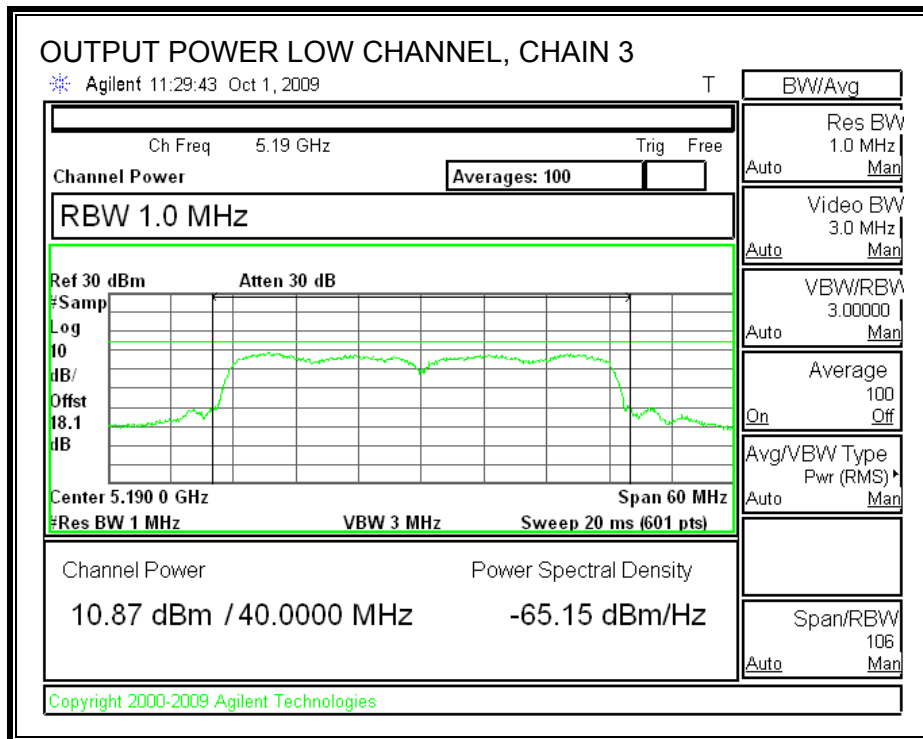 OUTPUT POWER LOW CHANNEL, CHAIN 3
Agilent 11:29:43 Oct 1, 2009 T
Ch Freq 5.19 GHz Trig Free
Channel Power Averages: 100
RBW 1.0 MHz
Ref 30 dBm Atten 30 dB
#Samp
Log
10
dB/
Offst
18.1
dB
Center 5.190 0 GHz Span 60 MHz
#Res BW 1 MHz VBW 3 MHz Sweep 20 ms (601 pts)
Channel Power Power Spectral Density
10.87 dBm / 40.0000 MHz -65.15 dBm/Hz
Copyright 2000-2009 Agilent Technologies
BW/Avg
Res BW
1.0 MHz
Auto Man
Video BW
3.0 MHz
Auto Man
VBW/RBW
3.00000
Auto Man
Average
100
On Off
Avg/VBW Type
Pwr (RMS)
Auto Man
Span/RBW
106
Auto Man